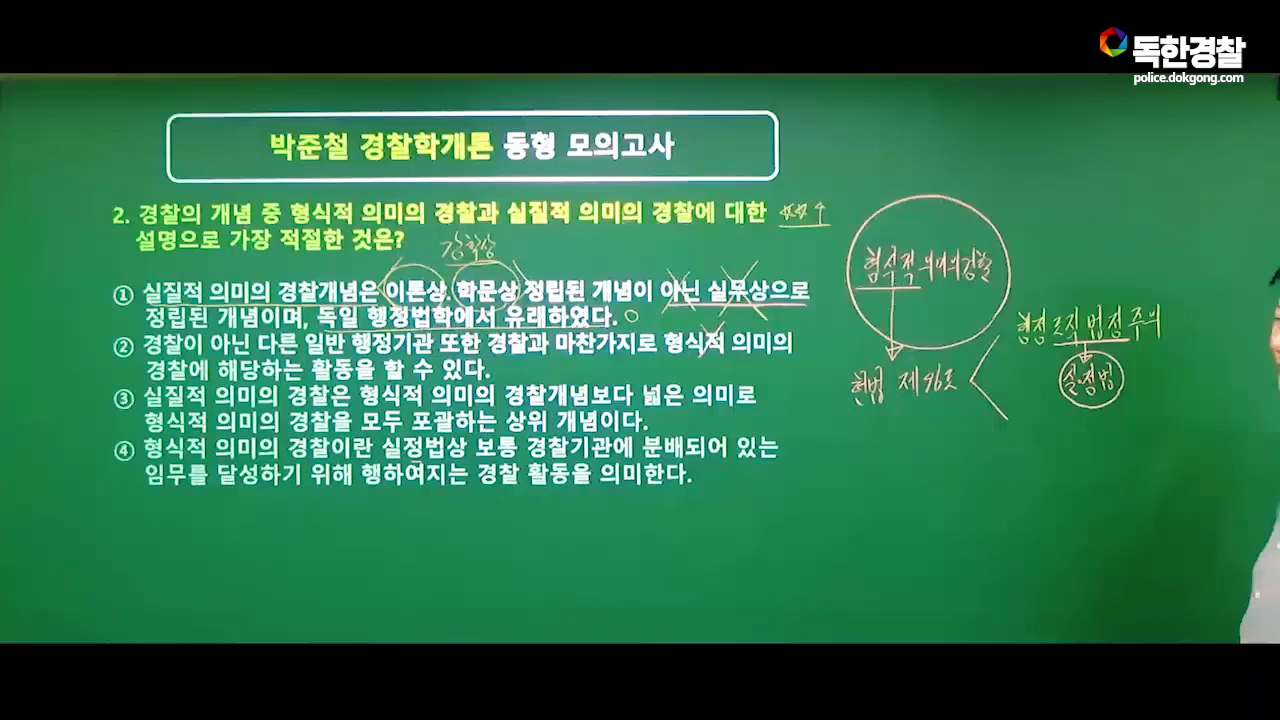 독한경찰
police.dokgong.com
박준철 경찰학개론 동형 모의고사
2. 경찰의 개념 중 형식적 의미의 경찰과 실질적 의미의 경찰에 대한
설명으로 가장 적절한 것은?
① 실질적 의미의 경찰개념은 이론상. 학문상 정립된 개념이 아닌 실무상으로
정립된 개념이며, 독일 행정법학에서 유래하였다.
② 경찰이 아닌 다른 일반 행정기관 또한 경찰과 마찬가지로 형식적 의미의
경찰에 해당하는 활동을 할 수 있다.
③ 실질적 의미의 경찰은 형식적 의미의 경찰개념보다 넓은 의미로
형식적 의미의 경찰을 모두 포괄하는 상위 개념이다.
④ 형식적 의미의 경찰이란 실정법상 보통 경찰기관에 분배되어 있는
임무를 달성하기 위해 행하여지는 경찰 활동을 의미한다.
형식적 의미의경찰
헌법 제96조
행정조직 법정주의
실정법